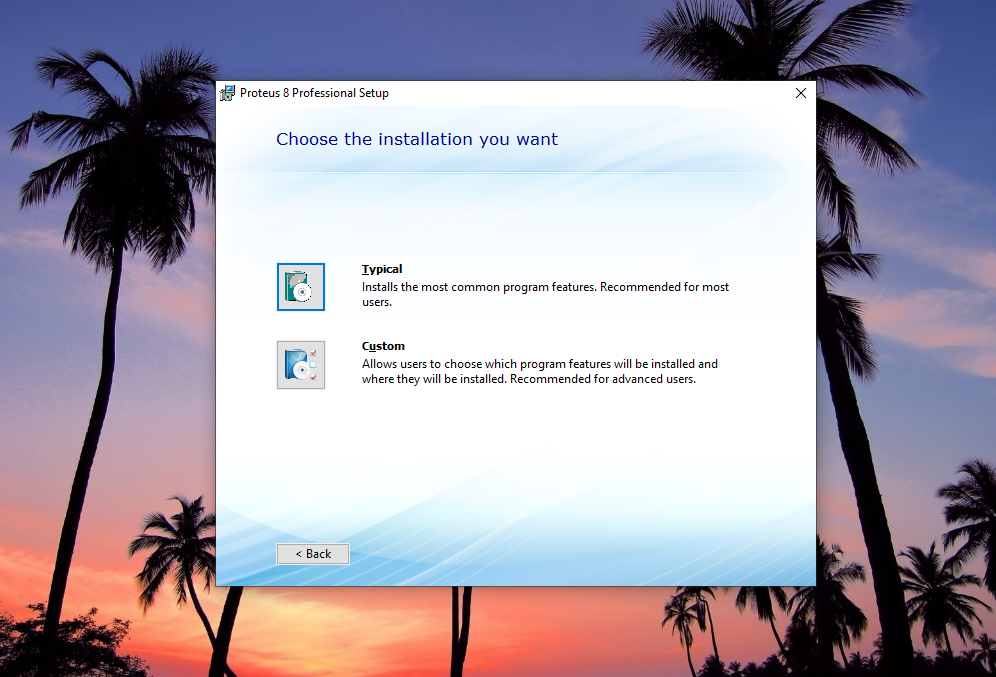 Proteus 8 Professional Setup
Choose the installation you want
Typical
Installs the most common program features. Recommended for most
users.
Custom
Allows users to choose which program features will be installed and
where they will be installed. Recommended for advanced users.
< Back